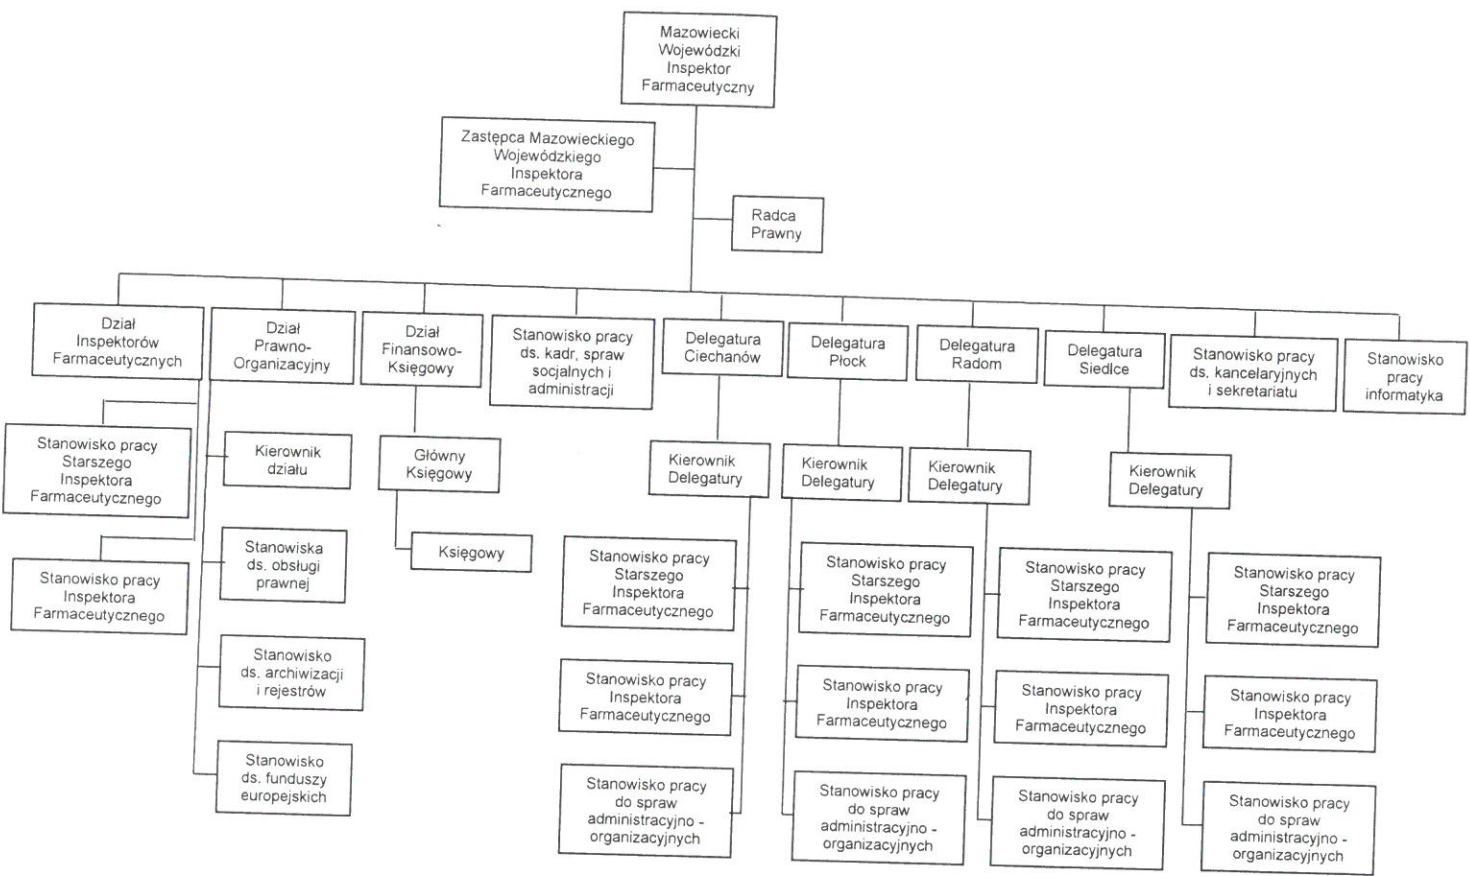 Mazowiecki
Wojewódzki
Inspektor
Farmaceutyczny
Zastępca Mazowieckiego
Wojewódzkiego
Inspektora
Farmaceutycznego
Radca
Prawny
Dział
Inspektorów
Farmaceutycznych
Dział
Prawno-
Organizacyjny
Dział
Finansowo-
Księgowy
Stanowisko pracy
ds. kadr, spraw
socjalnych i
administracji
Delegatura
Ciechanów
Delegatura
Płock
Delegatura
Radom
Delegatura
Siedlce
Stanowisko pracy
ds. kancelaryjnych
i sekretariatu
Stanowisko
pracy
informatyka
Stanowisko pracy
Starszego
Inspektora
Farmaceutycznego
Kierownik
działu
Główny
Księgowy
Kierownik
Delegatury
Kierownik
Delegatury
Kierownik
Delegatury
Kierownik
Delegatury
Stanowisko pracy
Inspektora
Farmaceutycznego
Stanowiska
ds. obsługi
prawnej
Księgowy
Stanowisko pracy
Starszego
Inspektora
Farmaceutycznego
Stanowisko pracy
Starszego
Inspektora
Farmaceutycznego
Stanowisko pracy
Starszego
Inspektora
Farmaceutycznego
Stanowisko pracy
Starszego
Inspektora
Farmaceutycznego
Stanowisko
ds. archiwizacji
i rejestrów
Stanowisko pracy
Inspektora
Farmaceutycznego
Stanowisko pracy
Inspektora
Farmaceutycznego
Stanowisko pracy
Inspektora
Farmaceutycznego
Stanowisko pracy
Inspektora
Farmaceutycznego
Stanowisko
ds. funduszy
europejskich
Stanowisko pracy
do spraw
administracyjno -
organizacyjnych
Stanowisko pracy
do spraw
administracyjno -
organizacyjnych
Stanowisko pracy
do spraw
administracyjno -
organizacyjnych
Stanowisko pracy
do spraw
administracyjno -
organizacyjnych